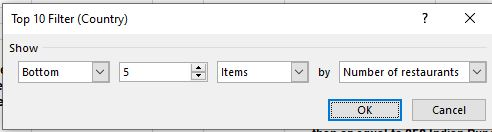 Top 10 Filter (Country) ? ×
Show
Bottom 5 Items by Number of restaurants
OK Cancel